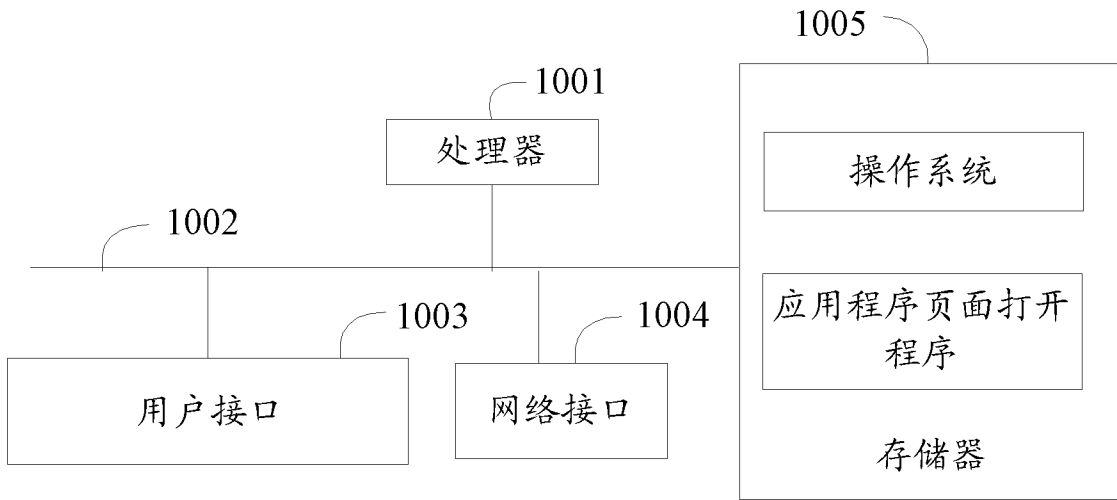 1005
1001
处理器
操作系统
1002
应用程序页面打开
程序
1003
1004
用户接口
网络接口
存储器